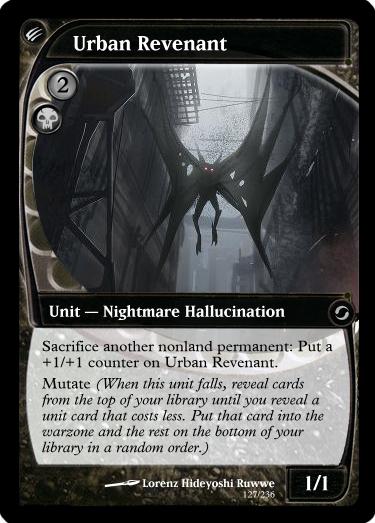 Urban Revenant
2
Unit — Nightmare Hallucination
Sacrifice another nonland permanent: Put a
+1/+1 counter on Urban Revenant.
Mutate (When this unit falls, reveal cards
from the top of your library until you reveal a
unit card that costs less. Put that card into the
warzone and the rest on the bottom of your
library in a random order.)
Lorenz Hideyoshi Ruwwe
127/236
1/1